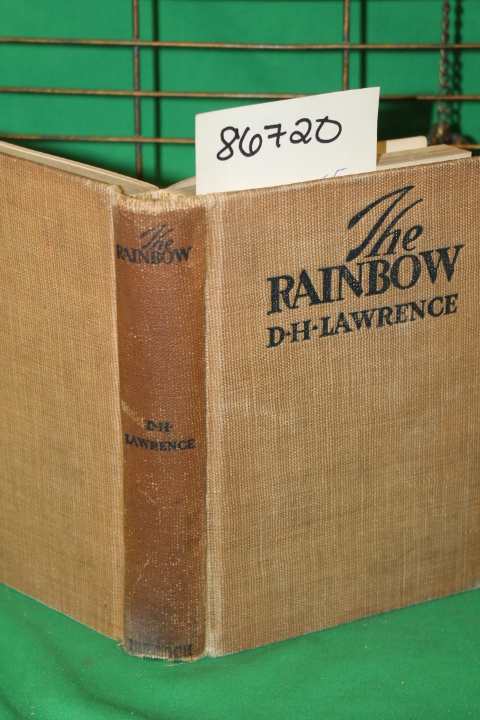 86720
The
RAINBOW
D·H·LAWRENCE
The
RAINBOW
D·H·
LAWRENCE